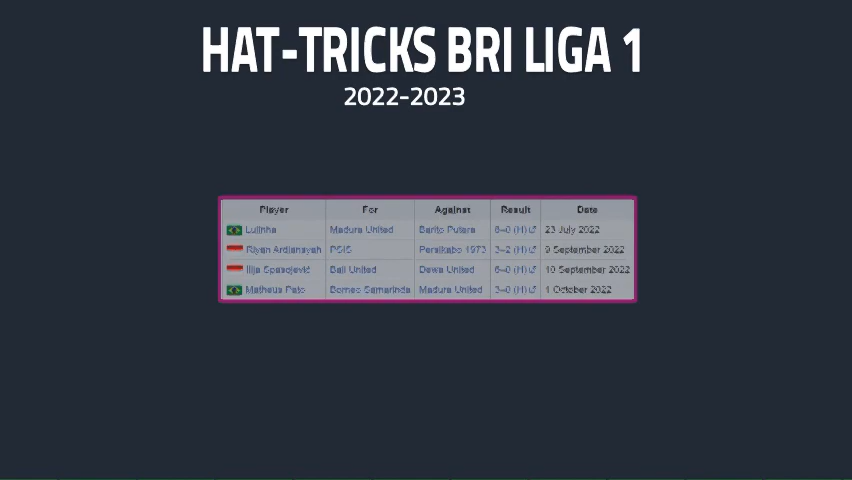 HAT-TRICKS BRI LIGA 1
2022-2023
Player For Against Result Date
Lulinha Madura United Barito Putera 8–0 (H) 23 July 2022
Riyan Ardiansyah PSIS Persikabo 1973 3–2 (H) 9 September 2022
Ilija Spasojević Bali United Dewa United 6–0 (H) 10 September 2022
Matheus Pato Borneo Samarinda Madura United 3–0 (H) 1 October 2022